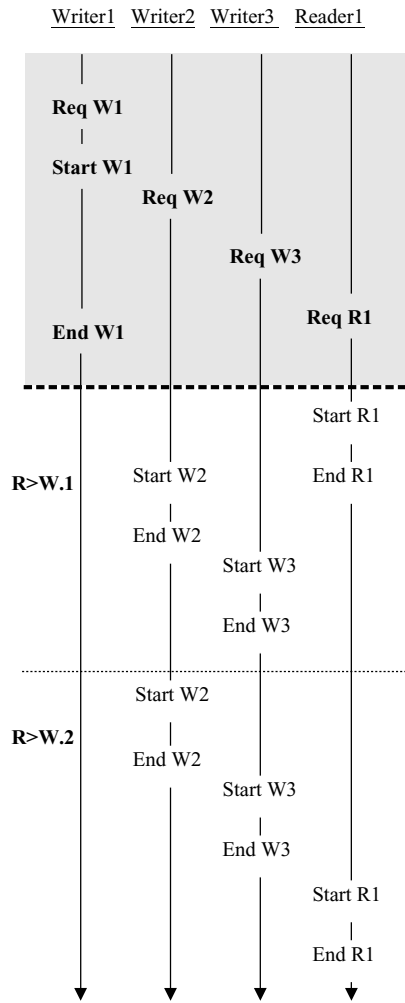 Writer1 Writer2 Writer3 Reader1
Req W1
Start W1
Req W2
Req W3
Req R1
End W1
Start R1
R>W.1 Start W2 End R1
End W2
Start W3
End W3
Start W2
R>W.2
End W2
Start W3
End W3
Start R1
End R1